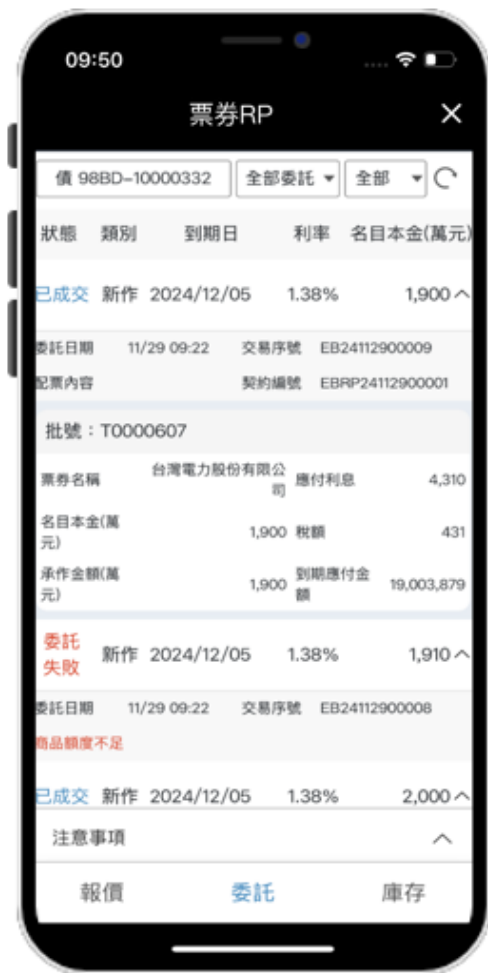 09:50
票券RP
債 98BD-10000332 全部委託 全部
狀態 類別 到期日 利率 名目本金(萬元)
已成交 新作 2024/12/05 1.38% 1,900
委託日期 11/29 09:22 交易序號 EB24112900009
配票內容 契約編號 EBRP24112900001
批號：T0000607
票券名稱 台灣電力股份有限公司 應付利息 4,310
名目本金(萬元) 1,900 稅額 431
承作金額(萬元) 1,900 到期應付金額 19,003,879
委託失敗 新作 2024/12/05 1.38% 1,910
委託日期 11/29 09:22 交易序號 EB24112900008
商品額度不足
已成交 新作 2024/12/05 1.38% 2,000
注意事項
報價 委託 庫存